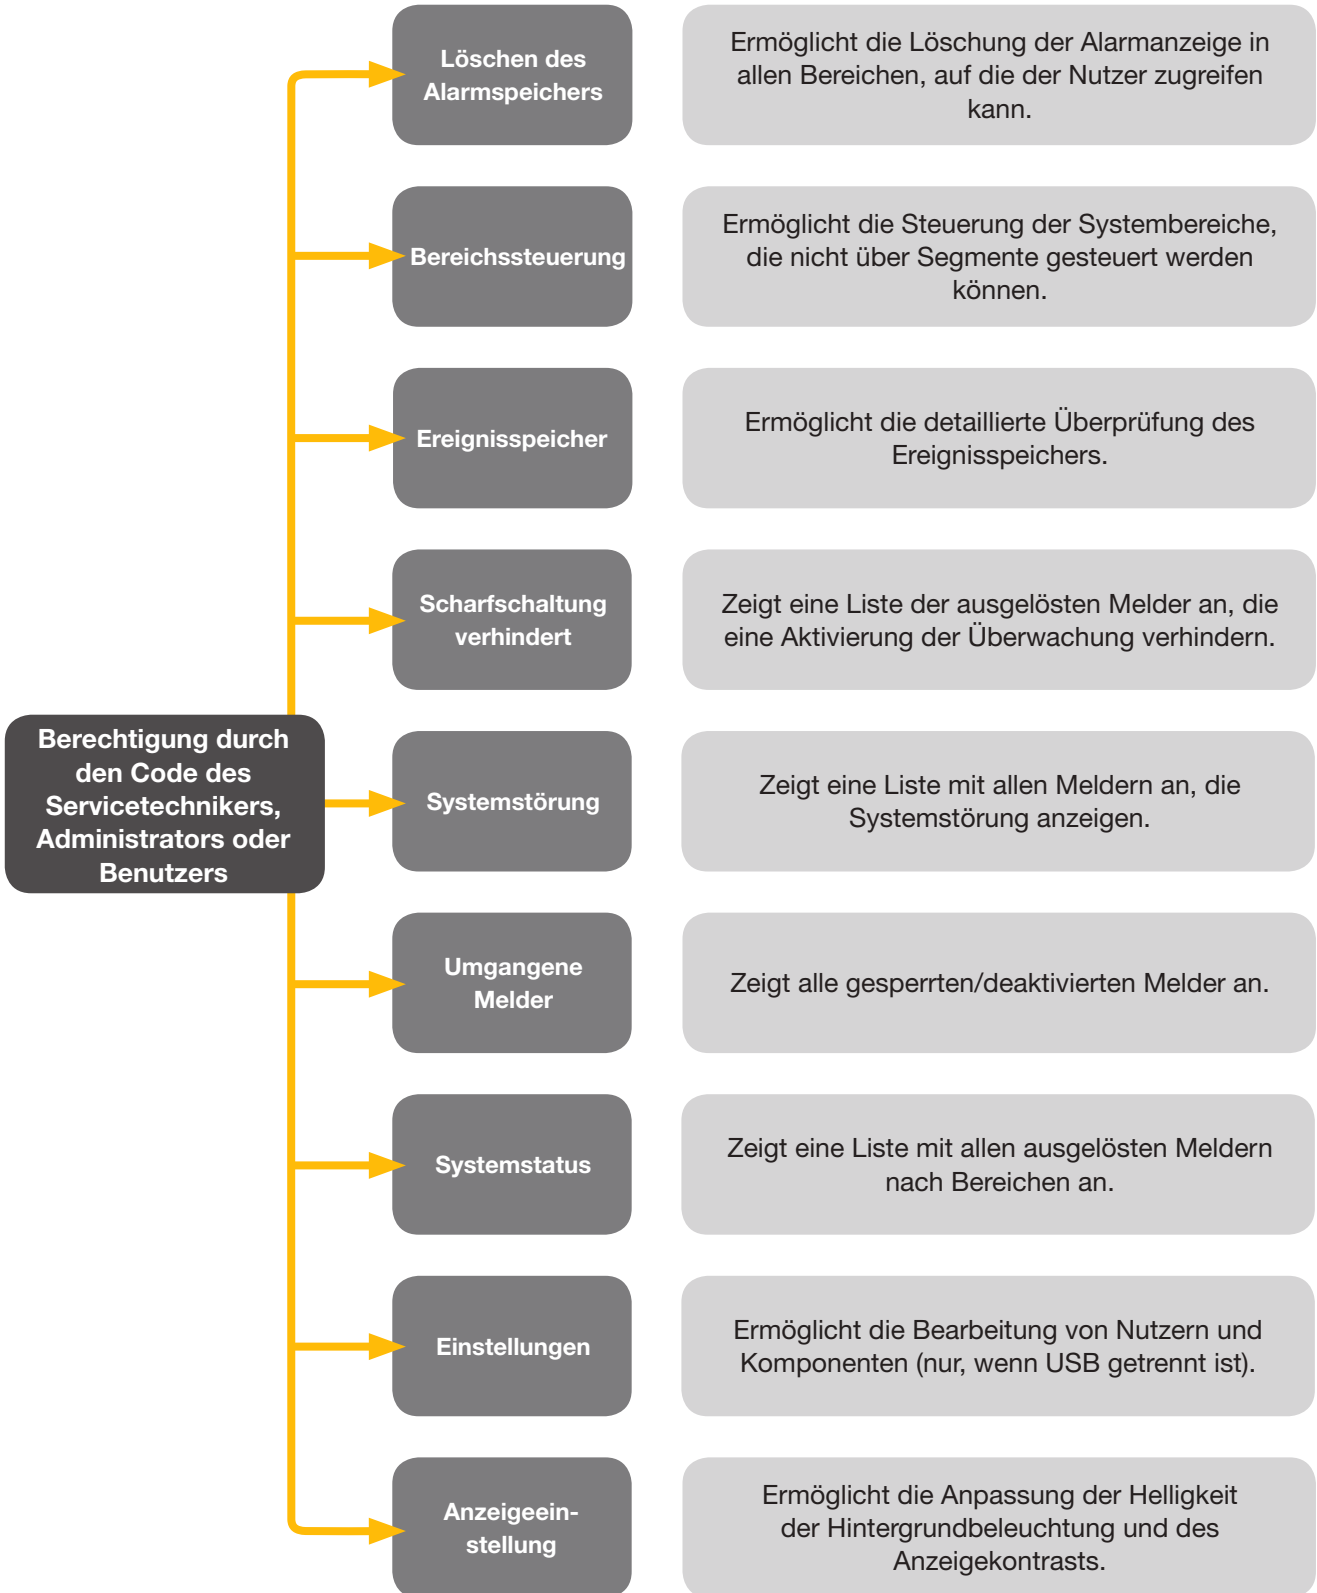 Löschen des
Alarmspeichers
Ermöglicht die Löschung der Alarmanzeige in
allen Bereichen, auf die der Nutzer zugreifen
kann.
Bereichssteuerung
Ermöglicht die Steuerung der Systembereiche,
die nicht über Segmente gesteuert werden
können.
Ereignisspeicher
Ermöglicht die detaillierte Überprüfung des
Ereignisspeichers.
Scharfschaltung
verhindert
Zeigt eine Liste der ausgelösten Melder an, die
eine Aktivierung der Überwachung verhindern.
Berechtigung durch
den Code des
Servicetechnikers,
Administrators oder
Benutzers
Systemstörung
Zeigt eine Liste mit allen Meldern an, die
Systemstörung anzeigen.
Umgangene
Melder
Zeigt alle gesperrten/deaktivierten Melder an.
Systemstatus
Zeigt eine Liste mit allen ausgelösten Meldern
nach Bereichen an.
Einstellungen
Ermöglicht die Bearbeitung von Nutzern und
Komponenten (nur, wenn USB getrennt ist).
Anzeigeein-
stellung
Ermöglicht die Anpassung der Helligkeit
der Hintergrundbeleuchtung und des
Anzeigekontrasts.